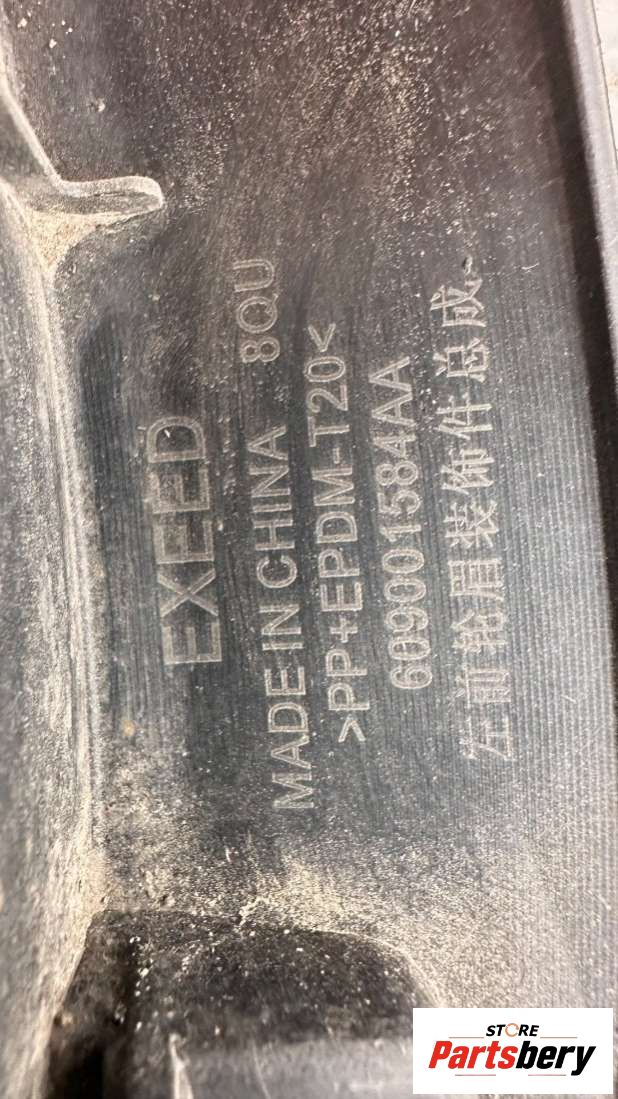 EXEED
MADE IN CHINA 8QU
>PP+EPDM-T20<
609001584AA
左前轮眉装饰件总成
STORE
Partsbery